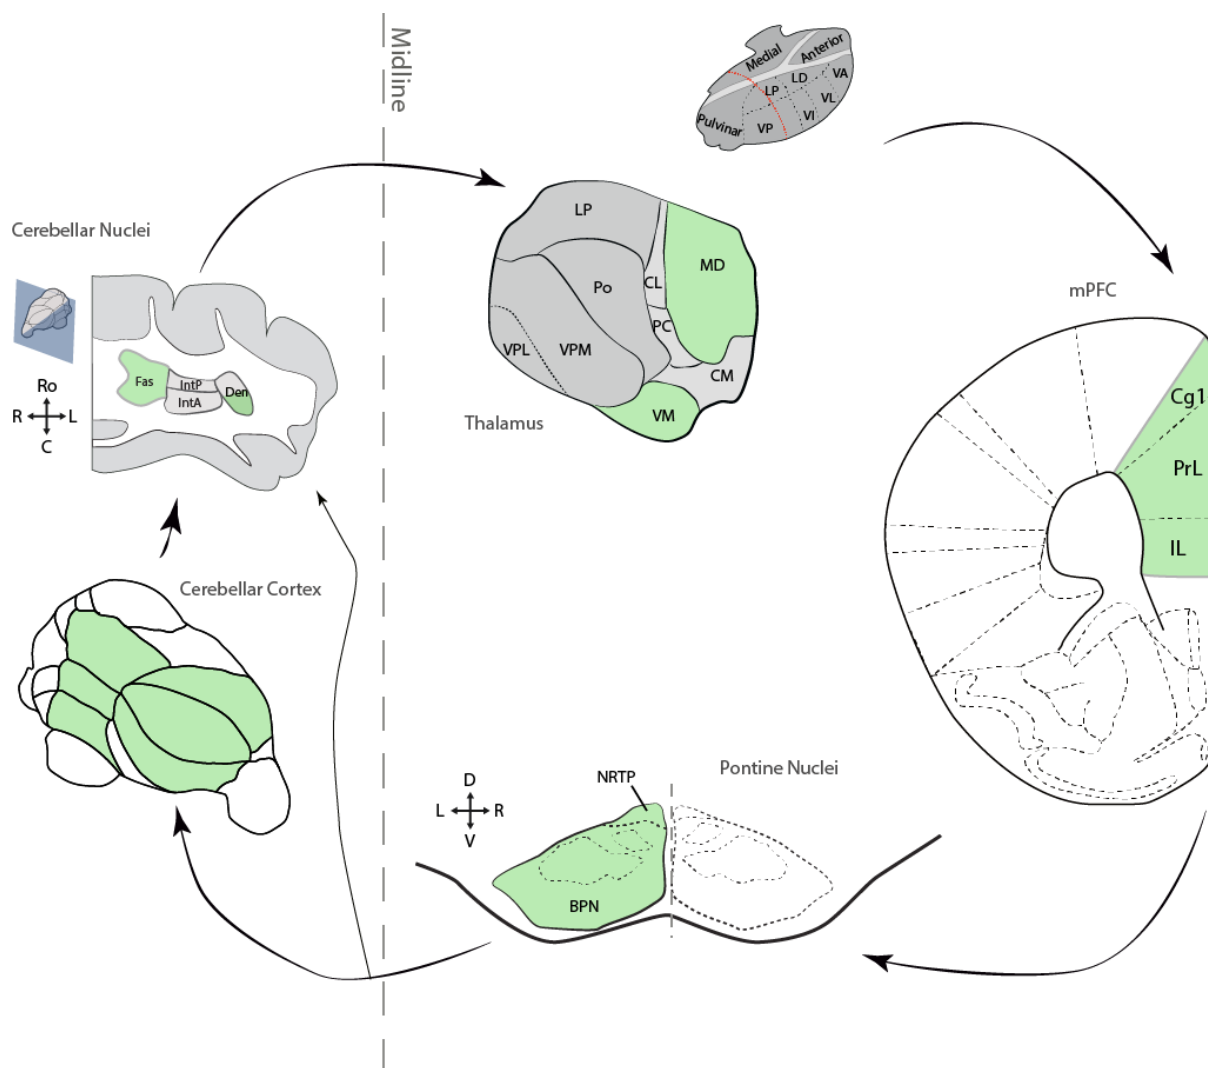 Midline
Medial
Anterior
LP
LD
VA
VL
VI
VP
Pulvinar
Cerebellar Nuclei
Ro
R
L
C
Fas
IntP
IntA
Den
LP
MD
CL
Po
PC
VPL
VPM
CM
VM
Thalamus
mPFC
Cg1
PrL
IL
Cerebellar Cortex
Pontine Nuclei
NRTP
D
L
R
V
BPN